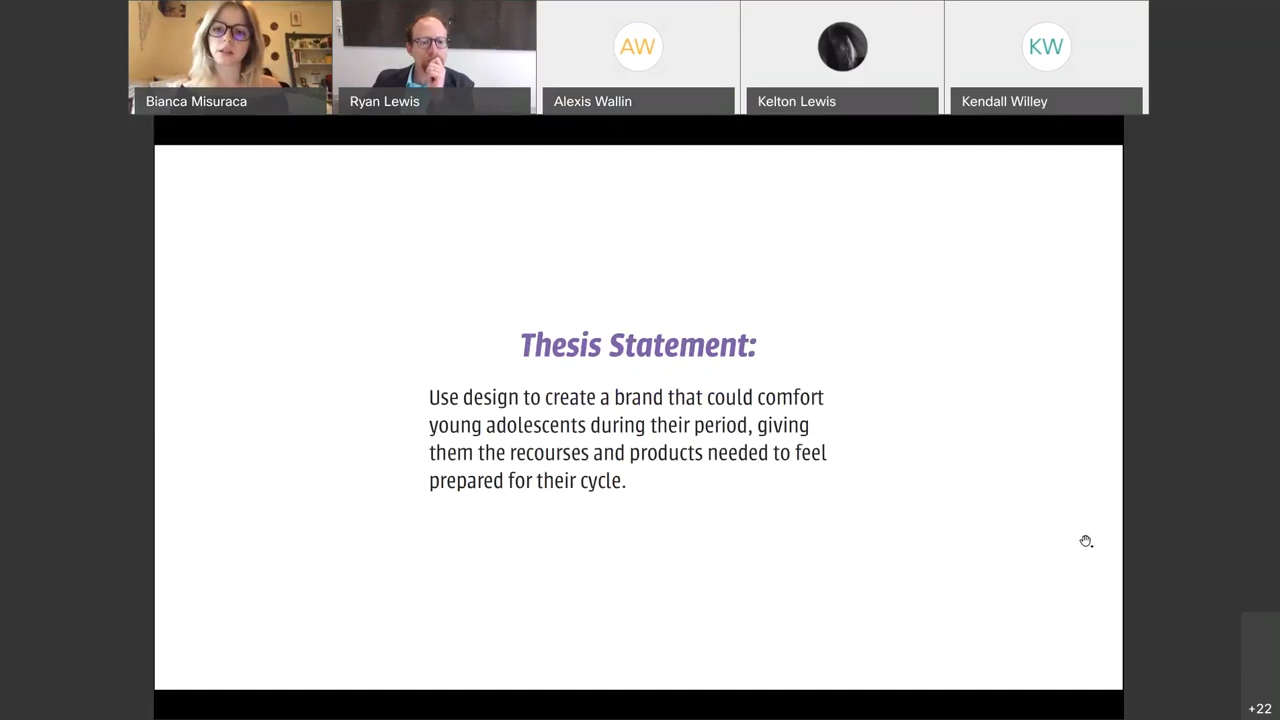 AW
KW
Bianca Misuraca
Ryan Lewis
Alexis Wallin
Kelton Lewis
Kendall Willey
Thesis Statement:
Use design to create a brand that could comfort
young adolescents during their period, giving
them the recourses and products needed to feel
prepared for their cycle.
+22